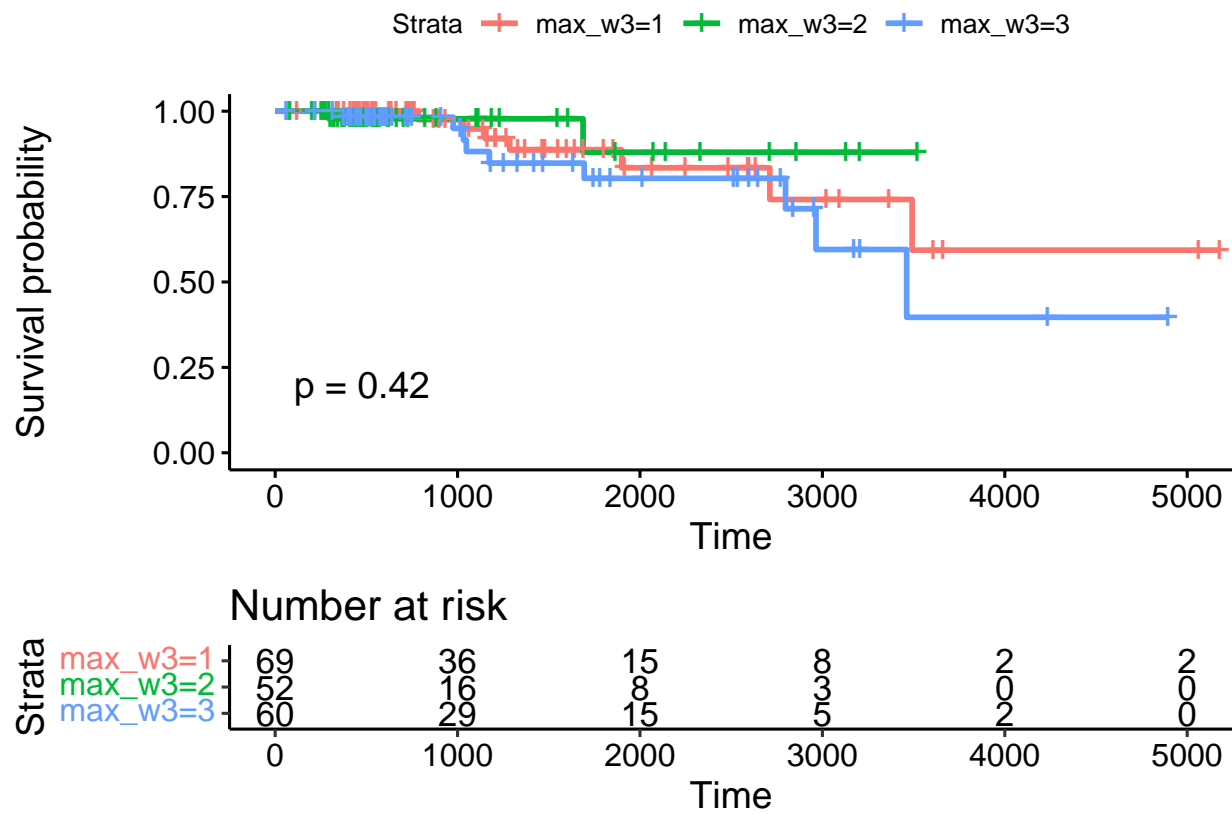 Strata max_w3=1 max_w3=2 max_w3=3
Survival probability
1.00
0.75
0.50
0.25
0.00
p = 0.42
0 1000 2000 3000 4000 5000
Time
Number at risk
Strata
max_w3=1 69 36 15 8 2 2
max_w3=2 52 16 8 3 0 0
max_w3=3 60 29 15 5 2 0
0 1000 2000 3000 4000 5000
Time